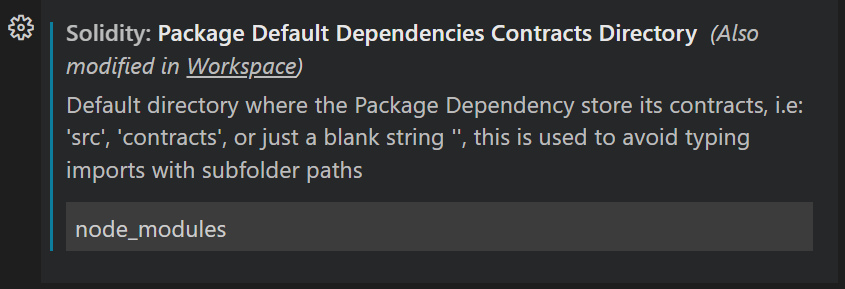 Solidity: Package Default Dependencies Contracts Directory (Also
modified in Workspace)
Default directory where the Package Dependency store its contracts, i.e:
'src', 'contracts', or just a blank string '', this is used to avoid typing
imports with subfolder paths
node_modules